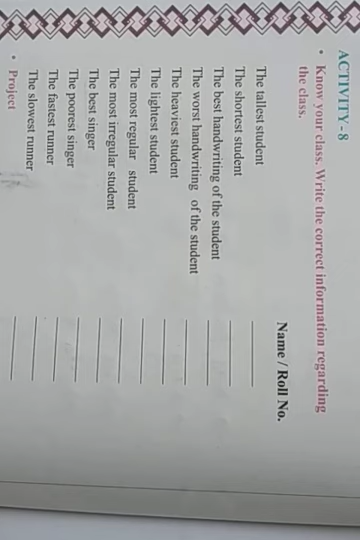 ACTIVITY - 8
• Know your class. Write the correct information regarding
the class.
Name / Roll No.
The tallest student
The shortest student
The best handwriting of the student
The worst handwriting of the student
The heaviest student
The lightest student
The most regular student
The most irregular student
The best singer
The poorest singer
The fastest runner
The slowest runner
• Project